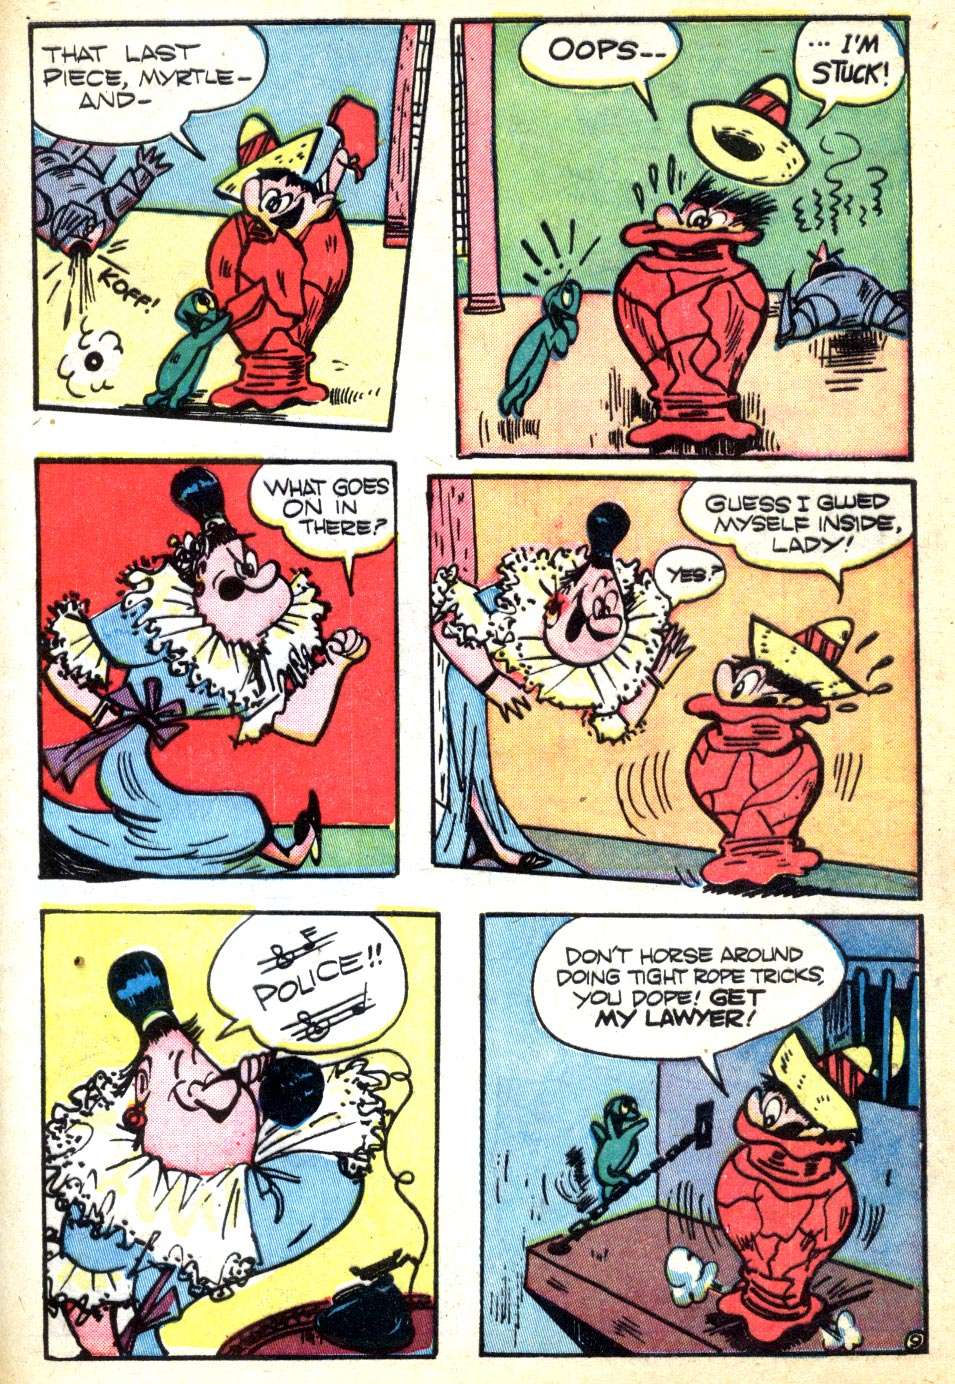 THAT LAST
PIECE, MYRTLE—
AND—
KOFF!
OOPS--
... I'M
STUCK!
WHAT GOES
ON IN
THERE?
YES?
GUESS I GLUED
MYSELF INSIDE,
LADY!
POLICE!!
DON'T HORSE AROUND
DOING TIGHT ROPE TRICKS,
YOU DOPE! GET
MY LAWYER!
9